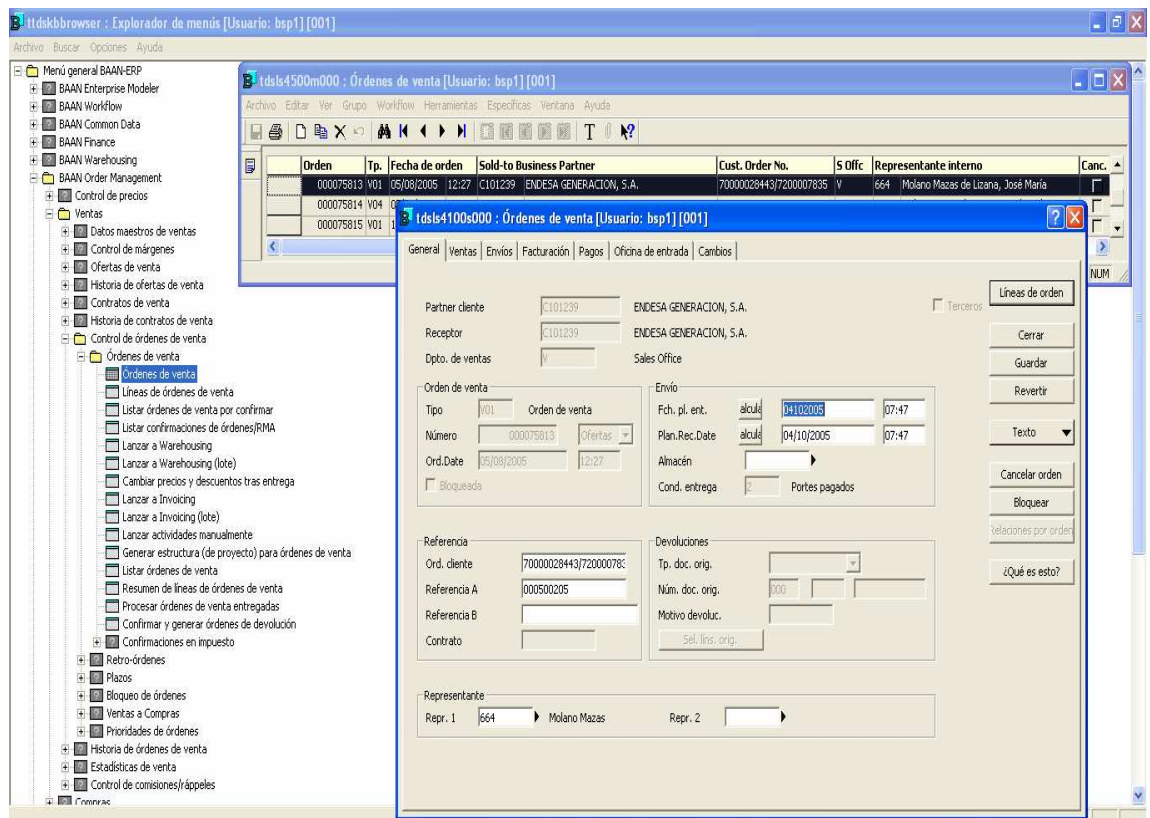 ttdskbbrowser : Explorador de menús [Usuario: bsp1] [001]
Archivo Buscar Opciones Ayuda
Menú general BAAN-ERP
BAAN Enterprise Modeler
BAAN Workflow
BAAN Common Data
BAAN Finance
BAAN Warehousing
BAAN Order Management
Control de precios
Ventas
Datos maestros de ventas
Control de márgenes
Ofertas de venta
Historia de ofertas de venta
Contratos de venta
Historia de contratos de venta
Control de órdenes de venta
Órdenes de venta
Órdenes de venta
Líneas de órdenes de venta
Listar órdenes de venta por confirmar
Listar confirmaciones de órdenes/RMA
Lanzar a Warehousing
Lanzar a Warehousing (lote)
Cambiar precios y descuentos tras entrega
Lanzar a Invoicing
Lanzar a Invoicing (lote)
Lanzar actividades manualmente
Generar estructura (de proyecto) para órdenes de venta
Listar órdenes de venta
Resumen de líneas de órdenes de venta
Procesar órdenes de venta entregadas
Confirmar y generar órdenes de devolución
Confirmaciones en impuesto
Retro-órdenes
Plazos
Bloqueo de órdenes
Ventas a Compras
Prioridades de órdenes
Historia de órdenes de venta
Estadísticas de venta
Control de comisiones/ráppeles
Compras
tdsls4500m000 : Órdenes de venta [Usuario: bsp1] [001]
Archivo Editar Ver Grupo Workflow Herramientas Específicas Ventana Ayuda
Orden Tp. Fecha de orden Sold-to Business Partner Cust. Order No. S Offc Representante interno Canc.
000075813 V01 05/08/2005 12:27 C101239 ENDESA GENERACION, S.A. 70000028443/7200007835 V 664 Molano Mazas de Lizana, José María
000075814 V04
000075815 V01
NUM
tdsls4100s000 : Órdenes de venta [Usuario: bsp1] [001]
General Ventas Envíos Facturación Pagos Oficina de entrada Cambios
Partner cliente C101239 ENDESA GENERACION, S.A. Terceros
Receptor C101239 ENDESA GENERACION, S.A.
Dpto. de ventas V Sales Office
Orden de venta
Tipo V01 Orden de venta
Número 000075813 Ofertas
Ord.Date 05/08/2005 12:27
Bloqueada
Envío
Fch. pl. ent. alcula 04102005 07:47
Plan.Rec.Date alcula 04/10/2005 07:47
Almacén
Cond. entrega 2 Portes pagados
Referencia
Ord. cliente 70000028443/720000783
Referencia A 000500205
Referencia B
Contrato
Devoluciones
Tp. doc. orig.
Núm. doc. orig. 000
Motivo devoluc.
Sel. líns. orig.
Representante
Repr. 1 664 Molano Mazas Repr. 2
Líneas de orden
Cerrar
Guardar
Revertir
Texto
Cancelar orden
Bloquear
Relaciones por orden
¿Qué es esto?